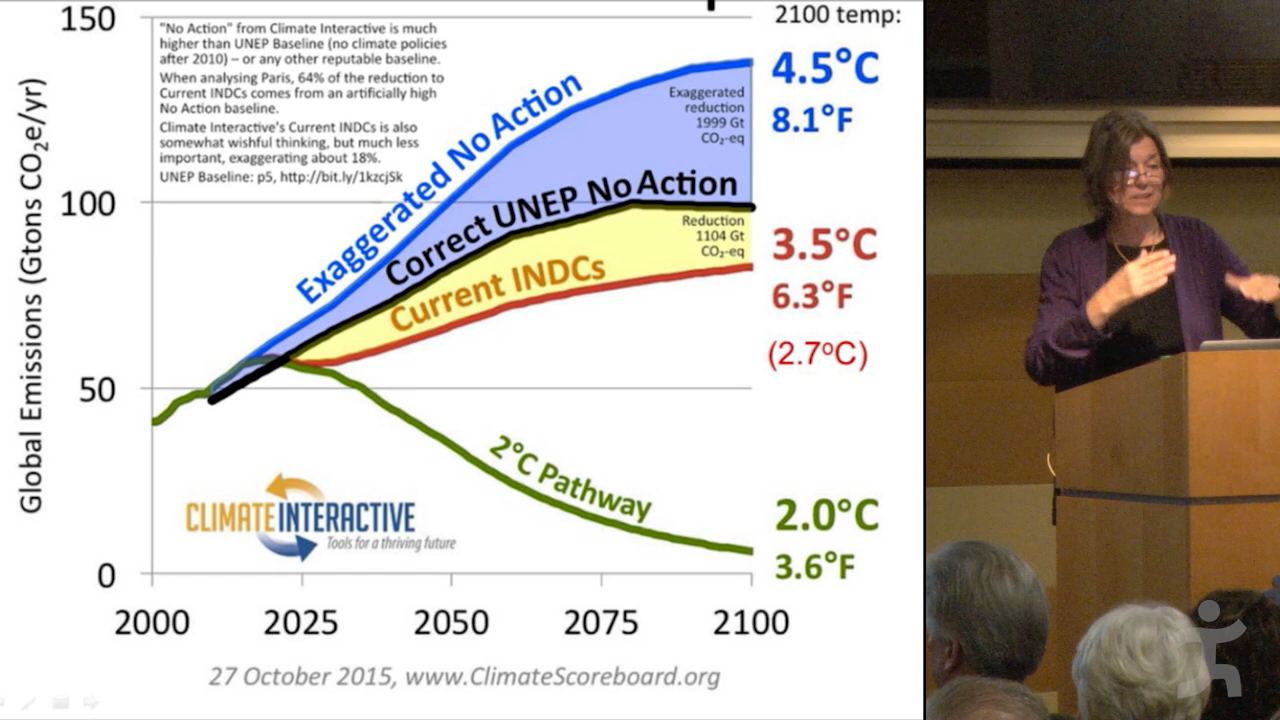 150
"No Action" from Climate Interactive is much
higher than UNEP Baseline (no climate policies
after 2010) – or any other reputable baseline.
When analysing Paris, 64% of the reduction to
Current INDCs comes from an artificially high
No Action baseline.
Climate Interactive's Current INDCs is also
somewhat wishful thinking, but much less
important, exaggerating about 18%.
UNEP Baseline: p5, http://bit.ly/1kzcjSk
2100 temp:
4.5°C
8.1°F
Exaggerated
reduction
1999 Gt
CO₂-eq
Exaggerated No Action
Correct UNEP No Action
100
Reduction
1104 Gt
CO₂-eq
3.5°C
6.3°F
(2.7°C)
Current INDCs
Global Emissions (Gtons CO₂e/yr)
50
2°C Pathway
2.0°C
3.6°F
CLIMATE INTERACTIVE
Tools for a thriving future
0
2000 2025 2050 2075 2100
27 October 2015, www.ClimateScoreboard.org